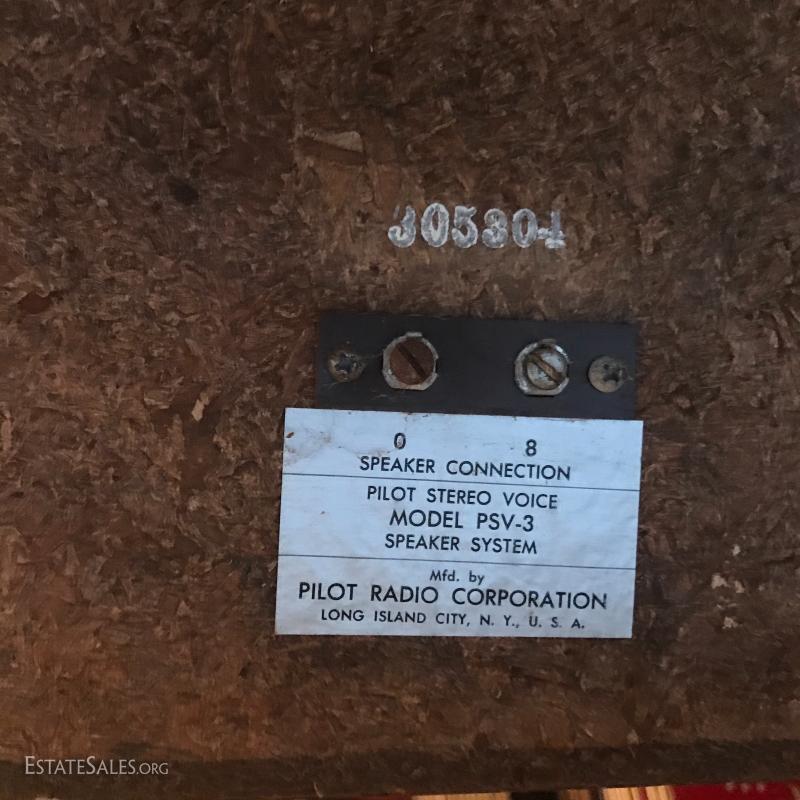 305304
0 8
SPEAKER CONNECTION
PILOT STEREO VOICE
MODEL PSV-3
SPEAKER SYSTEM
Mfd. by
PILOT RADIO CORPORATION
LONG ISLAND CITY, N. Y., U. S. A.
ESTATESALES.ORG